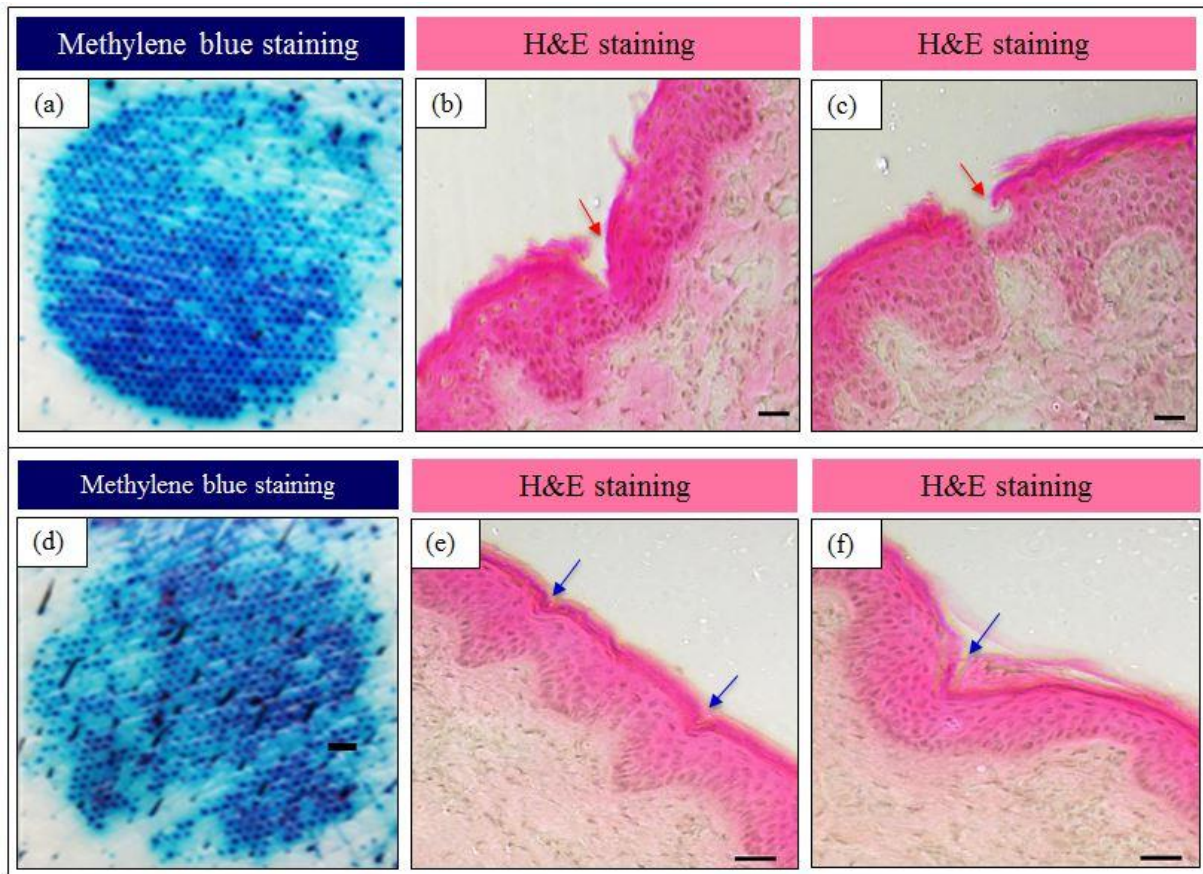 Methylene blue staining
H&E staining
H&E staining
(a)
(b)
(c)
Methylene blue staining
H&E staining
H&E staining
(d)
(e)
(f)